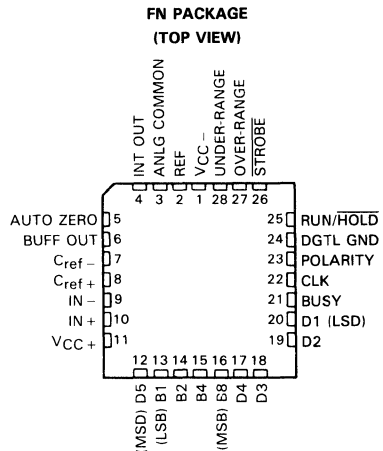 FN PACKAGE
(TOP VIEW)
INT OUT
ANLG COMMON
REF
VCC −
UNDER-RANGE
OVER-RANGE
STROBE
4 3 2 1 28 27 26
AUTO ZERO 5
BUFF OUT 6
Cref − 7
Cref + 8
IN − 9
IN + 10
VCC + 11
25 RUN/HOLD
24 DGTL GND
23 POLARITY
22 CLK
21 BUSY
20 D1 (LSD)
19 D2
12 13 14 15 16 17 18
(MSD) D5
(LSB) B1
B2
B4
(MSB) B8
D4
D3